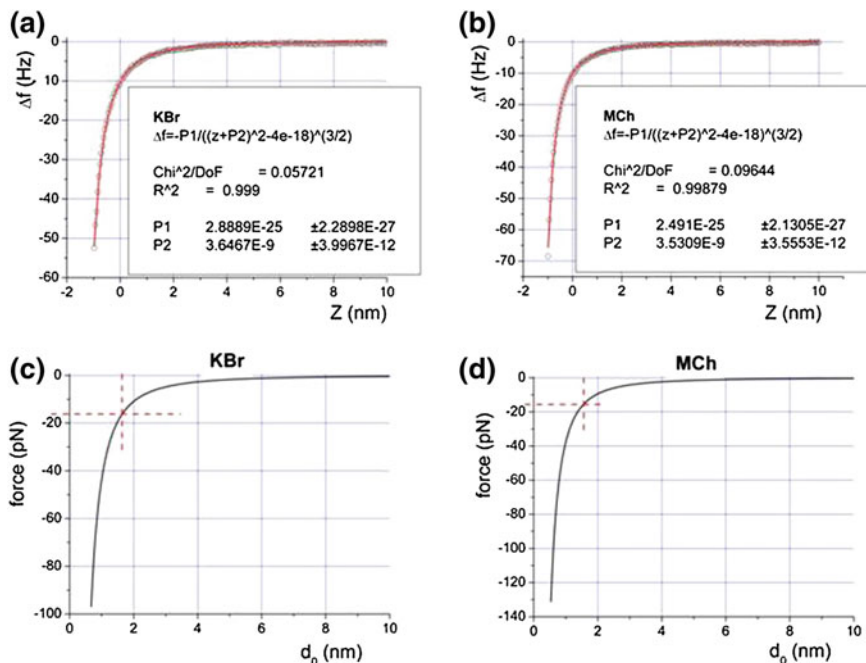 (a)
Δf (Hz)
0
10
-20
-30
-40
-50
-60
KBr
Δf=-P1/((z+P2)^2-4e-18)^(3/2)
Chi^2/DoF = 0.05721
R^2 = 0.999
P1 2.8889E-25 ±2.2898E-27
P2 3.6467E-9 ±3.9967E-12
-2 0 2 4 6 8 10
Z (nm)
(b)
Δf (Hz)
0
-10
-20
-30
-40
-50
-60
-70
MCh
Δf=-P1/((z+P2)^2-4e-18)^(3/2)
Chi^2/DoF = 0.09644
R^2 = 0.99879
P1 2.491E-25 ±2.1305E-27
P2 3.5309E-9 ±3.5553E-12
-2 0 2 4 6 8 10
Z (nm)
(c)
KBr
force (pN)
0
-20
-40
-60
-80
-100
0 2 4 6 8 10
d₀ (nm)
(d)
MCh
force (pN)
0
-20
-40
-60
-80
-100
-120
-140
0 2 4 6 8 10
d₀ (nm)